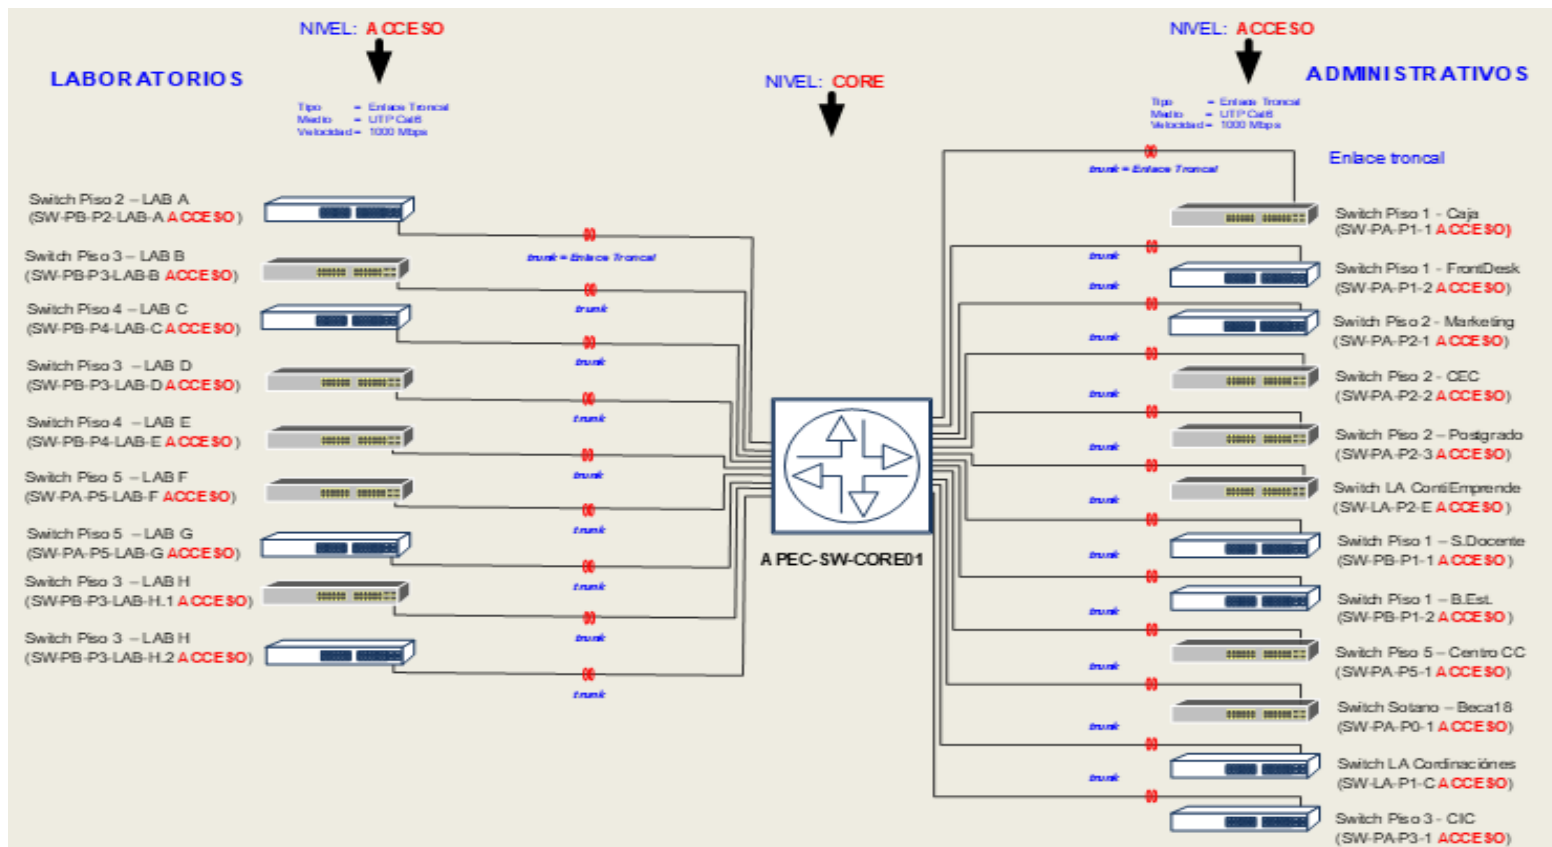 NIVEL: ACCESO
LABORATORIOS
Tipo = Enlace Troncal
Medio = UTP Cat6
Velocidad = 1000 Mbps
Switch Piso 2 – LAB A
(SW-PB-P2-LAB-A ACCESO)
trunk = Enlace Troncal
Switch Piso 3 – LAB B
(SW-PB-P3-LAB-B ACCESO)
trunk
Switch Piso 4 – LAB C
(SW-PB-P4-LAB-C ACCESO)
trunk
Switch Piso 3 – LAB D
(SW-PB-P3-LAB-D ACCESO)
trunk
Switch Piso 4 – LAB E
(SW-PB-P4-LAB-E ACCESO)
trunk
Switch Piso 5 – LAB F
(SW-PA-P5-LAB-F ACCESO)
trunk
Switch Piso 5 – LAB G
(SW-PA-P5-LAB-G ACCESO)
trunk
Switch Piso 3 – LAB H
(SW-PB-P3-LAB-H.1 ACCESO)
trunk
Switch Piso 3 – LAB H
(SW-PB-P3-LAB-H.2 ACCESO)
trunk
NIVEL: CORE
APEC-SW-CORE01
NIVEL: ACCESO
ADMINISTRATIVOS
Tipo = Enlace Troncal
Medio = UTP Cat6
Velocidad = 1000 Mbps
Enlace troncal
trunk = Enlace Troncal
Switch Piso 1 - Caja
(SW-PA-P1-1 ACCESO)
trunk
Switch Piso 1 - FrontDesk
(SW-PA-P1-2 ACCESO)
trunk
Switch Piso 2 - Marketing
(SW-PA-P2-1 ACCESO)
trunk
Switch Piso 2 - CEC
(SW-PA-P2-2 ACCESO)
trunk
Switch Piso 2 – Postgrado
(SW-PA-P2-3 ACCESO)
trunk
Switch LA ContiEmprende
(SW-LA-P2-E ACCESO)
trunk
Switch Piso 1 – S.Docente
(SW-PB-P1-1 ACCESO)
trunk
Switch Piso 1 – B.Est.
(SW-PB-P1-2 ACCESO)
trunk
Switch Piso 5 – Centro CC
(SW-PA-P5-1 ACCESO)
trunk
Switch Sotano – Beca18
(SW-PA-P0-1 ACCESO)
trunk
Switch LA Cordinaciónes
(SW-LA-P1-C ACCESO)
trunk
Switch Piso 3 - CIC
(SW-PA-P3-1 ACCESO)